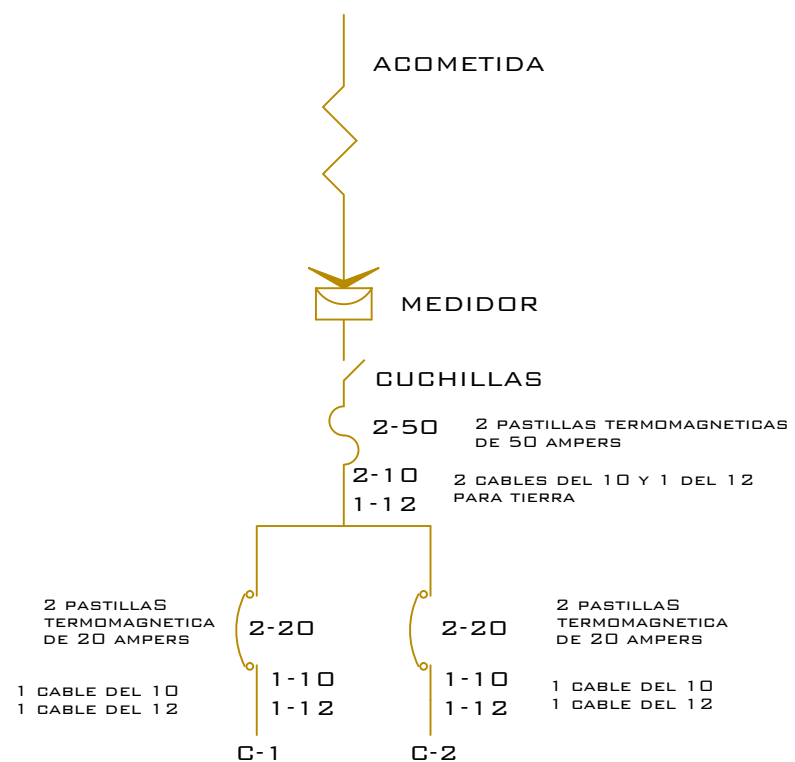 ACOMETIDA
MEDIDOR
CUCHILLAS
2-50
2 PASTILLAS TERMOMAGNETICAS
DE 50 AMPERS
2-10
1-12
2 CABLES DEL 10 Y 1 DEL 12
PARA TIERRA
2 PASTILLAS
TERMOMAGNETICA
DE 20 AMPERS
2-20
1 CABLE DEL 10
1 CABLE DEL 12
1-10
1-12
C-1
2-20
2 PASTILLAS
TERMOMAGNETICA
DE 20 AMPERS
1-10
1-12
1 CABLE DEL 10
1 CABLE DEL 12
C-2